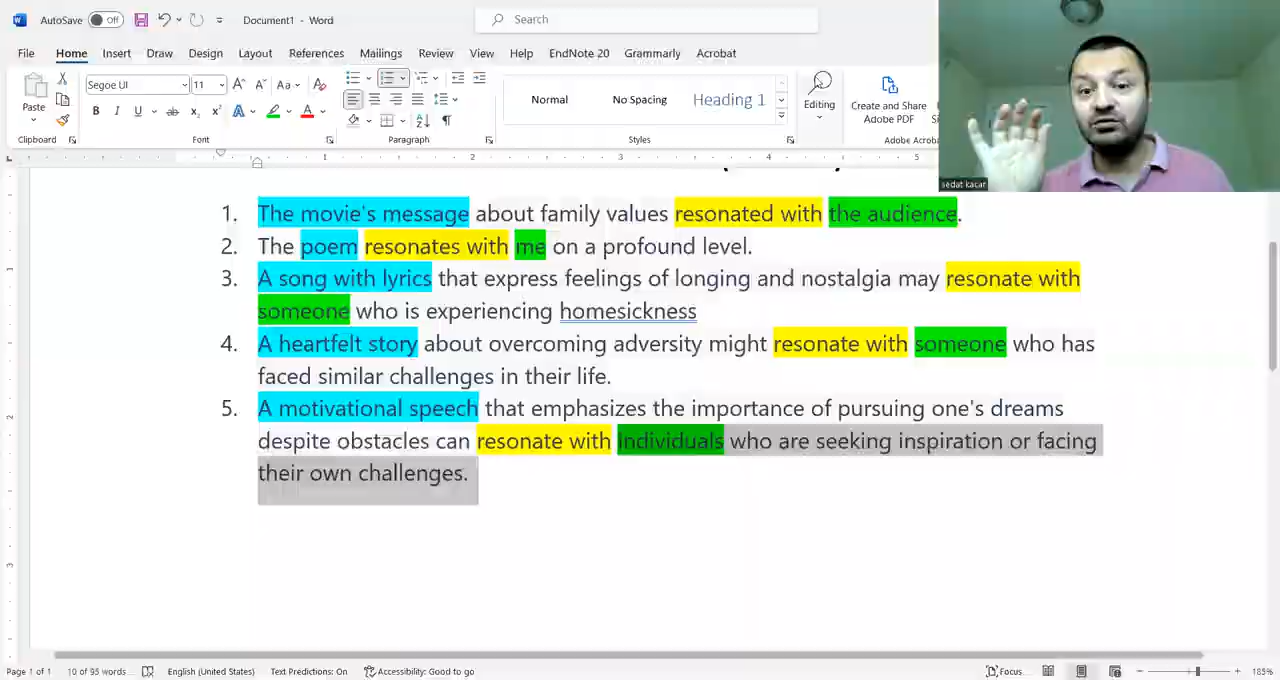 AutoSave Off Document1 - Word Search
File Home Insert Draw Design Layout References Mailings Review View Help EndNote 20 Grammarly Acrobat
Segoe UI 11
Paste Normal No Spacing Heading 1 Editing Create and Share
Adobe PDF
Clipboard Font Paragraph Styles Adobe Acroba
sedat kacar
1. The movie's message about family values resonated with the audience.
2. The poem resonates with me on a profound level.
3. A song with lyrics that express feelings of longing and nostalgia may resonate with
someone who is experiencing homesickness
4. A heartfelt story about overcoming adversity might resonate with someone who has
faced similar challenges in their life.
5. A motivational speech that emphasizes the importance of pursuing one's dreams
despite obstacles can resonate with individuals who are seeking inspiration or facing
their own challenges.
Page 1 of 1 10 of 95 words English (United States) Text Predictions: On Accessibility: Good to go Focus 185%